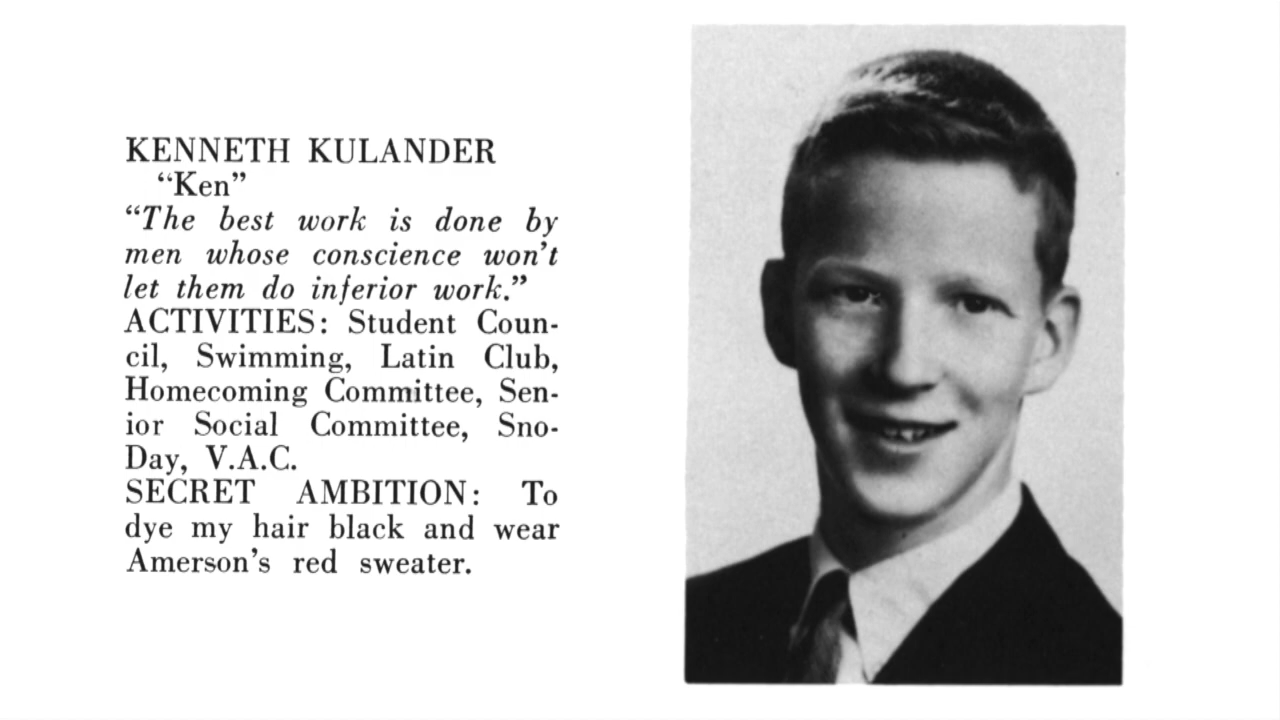 KENNETH KULANDER
“Ken”
“The best work is done by
men whose conscience won’t
let them do inferior work.”
ACTIVITIES: Student Coun-
cil, Swimming, Latin Club,
Homecoming Committee, Sen-
ior Social Committee, Sno-
Day, V.A.C.
SECRET AMBITION: To
dye my hair black and wear
Amerson’s red sweater.